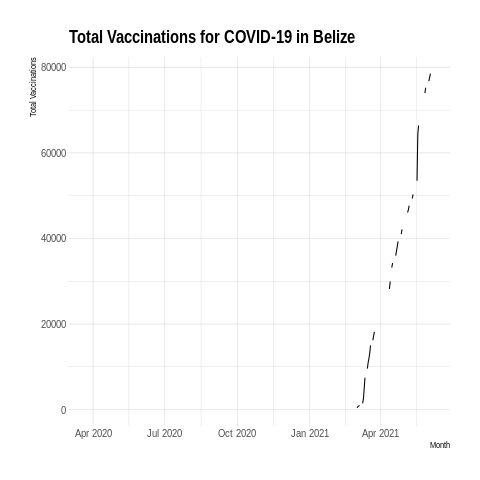 Total Vaccinations for COVID-19 in Belize
Total Vaccinations
80000
60000
40000
20000
0
Apr 2020 Jul 2020 Oct 2020 Jan 2021 Apr 2021
Month